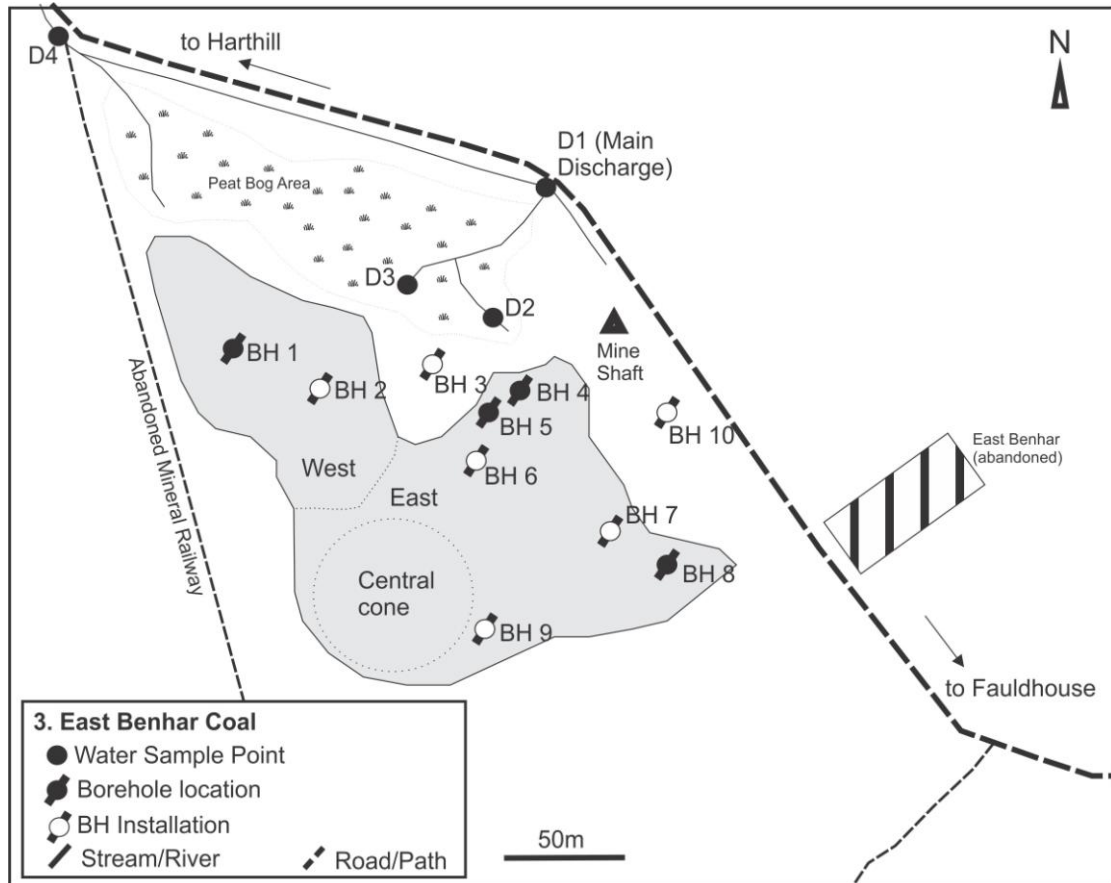 to Harthill
N
D4
D1 (Main
Discharge)
Peat Bog Area
D3
D2
Mine
Shaft
BH 1
BH 2
BH 3
BH 4
BH 5
BH 10
East Benhar
(abandoned)
BH 6
West
East
Abandoned Mineral Railway
BH 7
BH 8
Central
cone
BH 9
to Fauldhouse
3. East Benhar Coal
Water Sample Point
Borehole location
BH Installation
Stream/River
Road/Path
50m